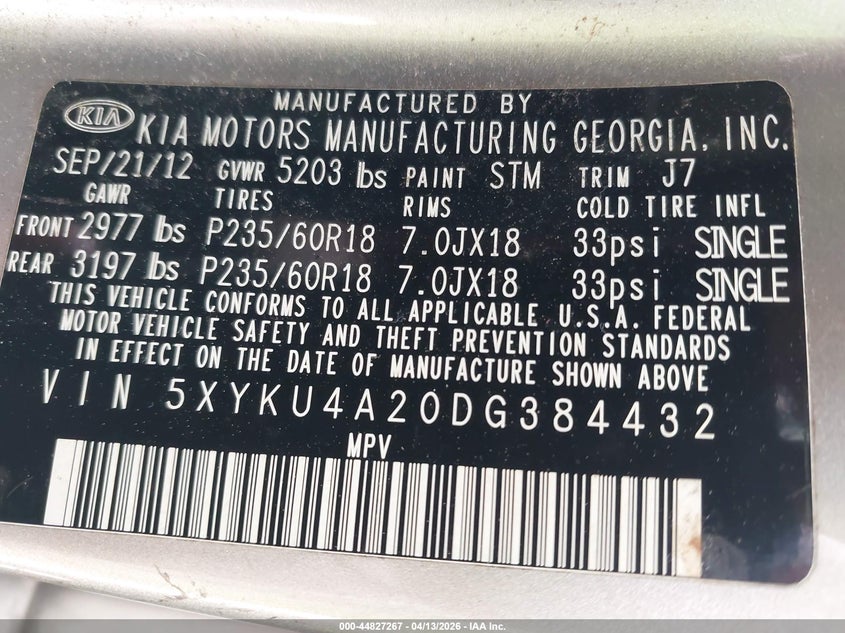 MANUFACTURED BY
KIA KIA MOTORS MANUFACTURING GEORGIA, INC.
SEP/21/12 GVWR 5203 lbs PAINT STM TRIM J7
GAWR TIRES RIMS COLD TIRE INFL
FRONT 2977 lbs P235/60R18 7.0JX18 33psi SINGLE
REAR 3197 lbs P235/60R18 7.0JX18 33psi SINGLE
THIS VEHICLE CONFORMS TO ALL APPLICABLE U.S.A. FEDERAL
MOTOR VEHICLE SAFETY AND THEFT PREVENTION STANDARDS
IN EFFECT ON THE DATE OF MANUFACTURE SHOWN ABOVE
VIN 5XYKU4A20DG384432
MPV
000-44827267 | 04/13/2026 | IAA Inc.